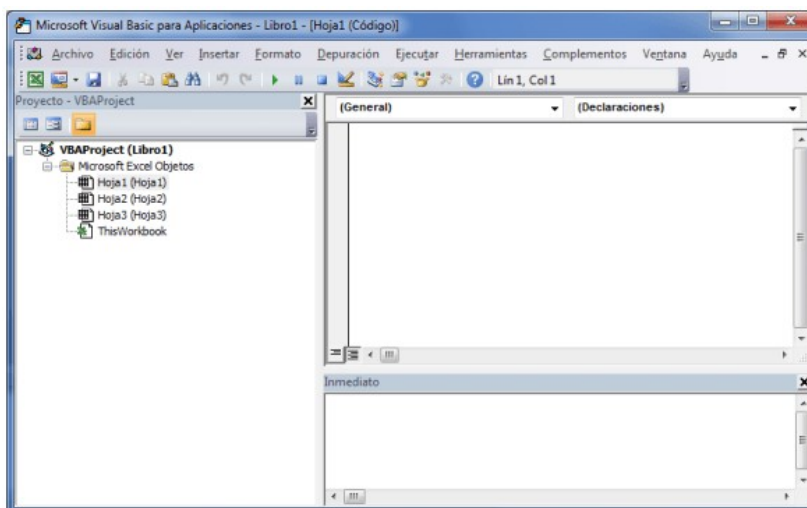 Microsoft Visual Basic para Aplicaciones - Libro1 - [Hoja1 (Código)]
Archivo Edición Ver Insertar Formato Depuración Ejecutar Herramientas Complementos Ventana Ayuda
Lín 1, Col 1
Proyecto - VBAProject
(General) (Declaraciones)
VBAProject (Libro1)
Microsoft Excel Objetos
Hoja1 (Hoja1)
Hoja2 (Hoja2)
Hoja3 (Hoja3)
ThisWorkbook
Inmediato